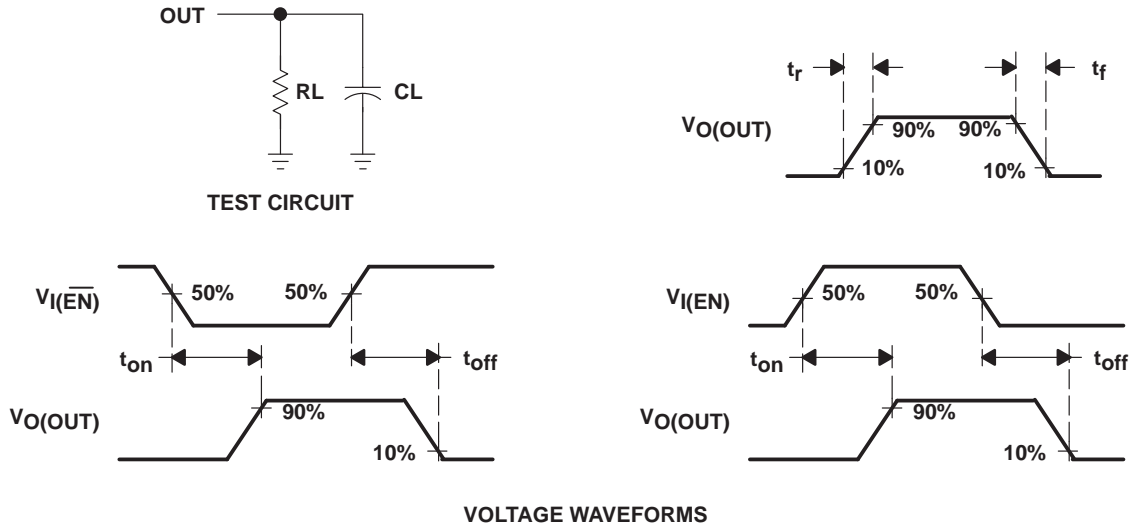 OUT
RL
CL
TEST CIRCUIT
tr
tf
VO(OUT)
90%
90%
10%
10%
VI(E̅N̅)
50%
50%
ton
toff
VO(OUT)
90%
10%
VI(EN)
50%
50%
ton
toff
VO(OUT)
90%
10%
VOLTAGE WAVEFORMS